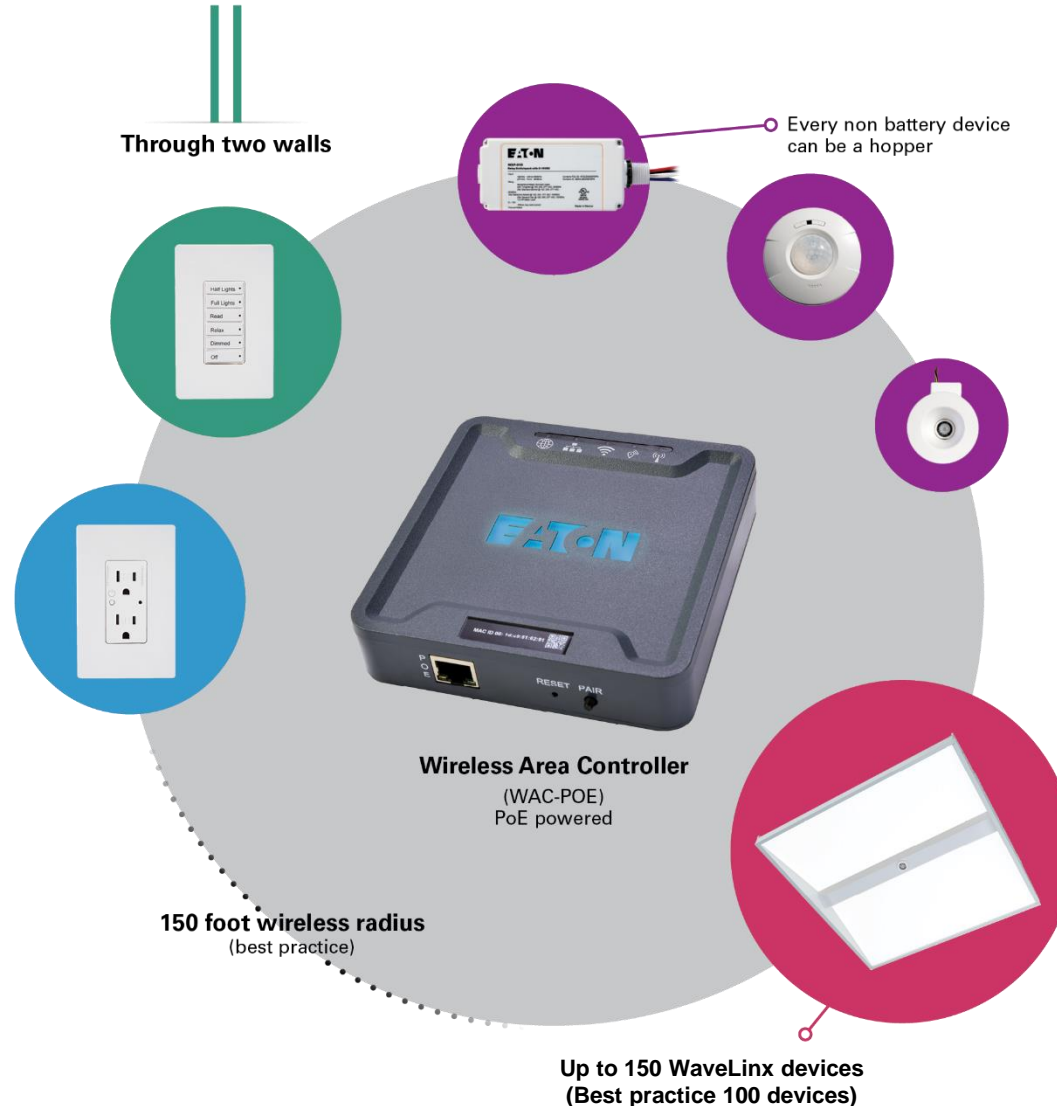 Through two walls
Every non battery device
can be a hopper
EATON
Half Lights
Full Lights
Read
Relax
Dimmed
Off
EATON
POE
RESET PAIR
Wireless Area Controller
(WAC-POE)
PoE powered
150 foot wireless radius
(best practice)
Up to 150 WaveLinx devices
(Best practice 100 devices)